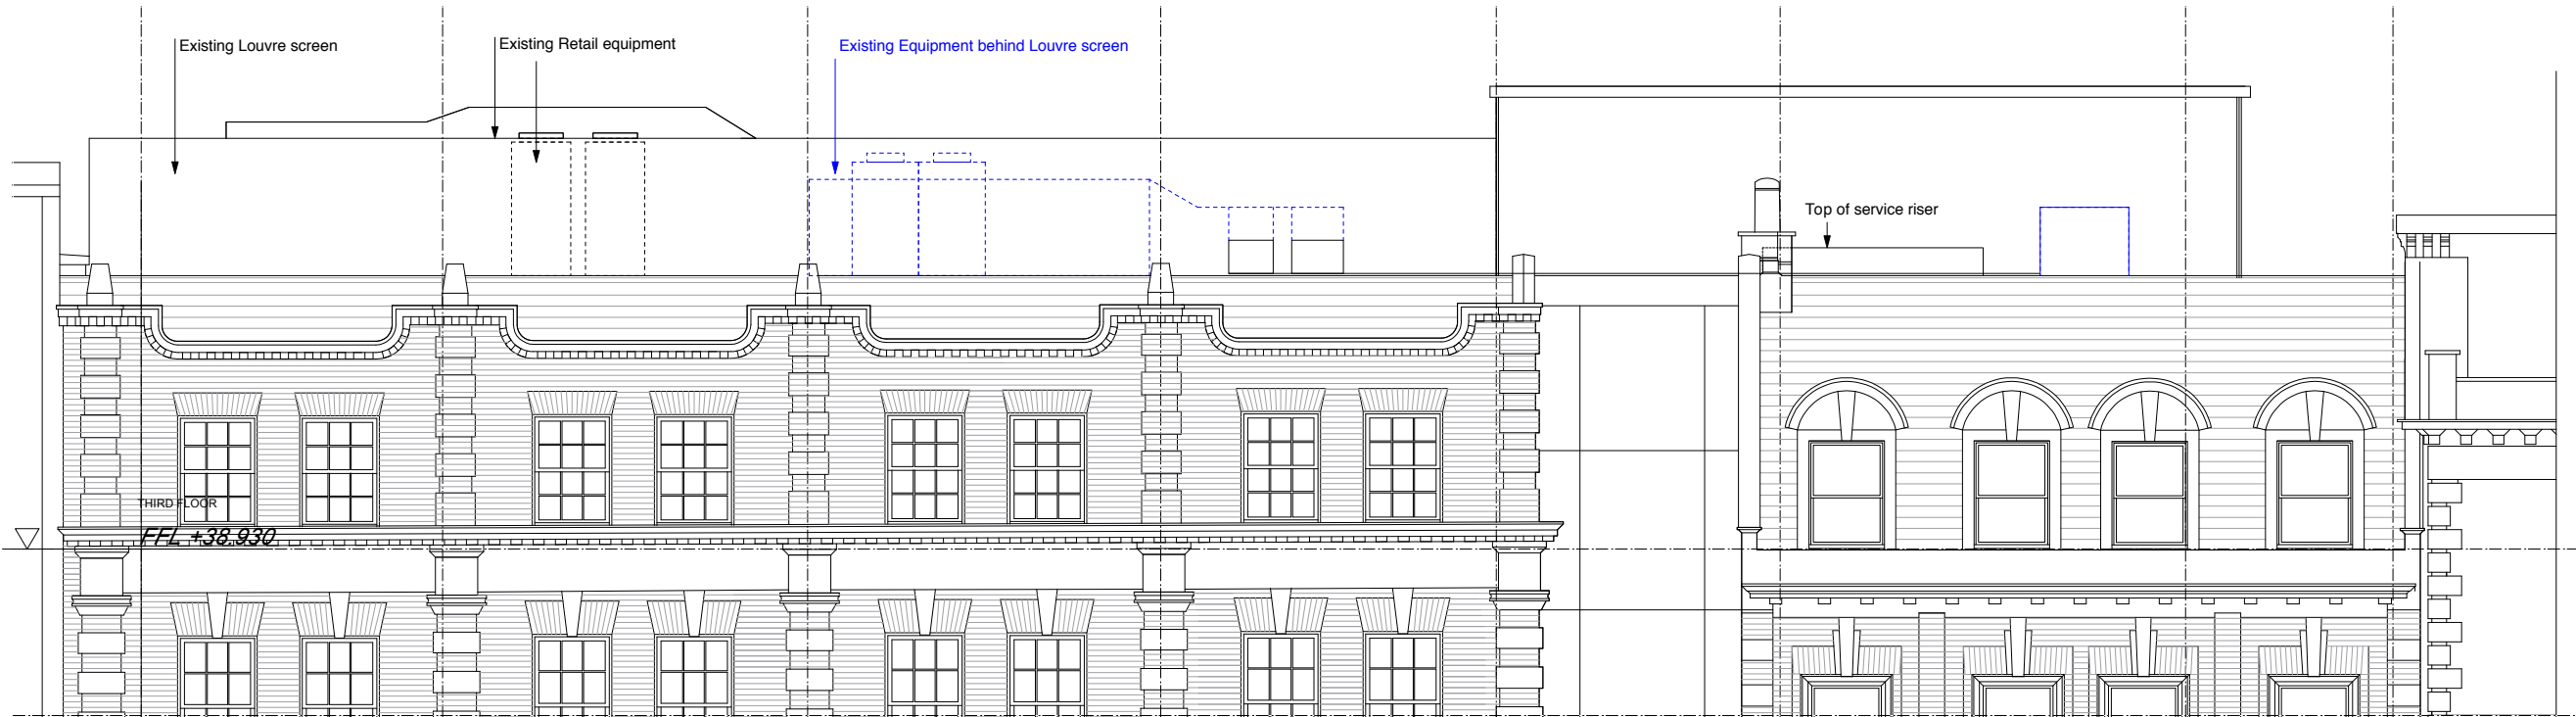 Existing Louvre screen
Existing Retail equipment
Existing Equipment behind Louvre screen
Top of service riser
THIRD FLOOR
FFL +38.930